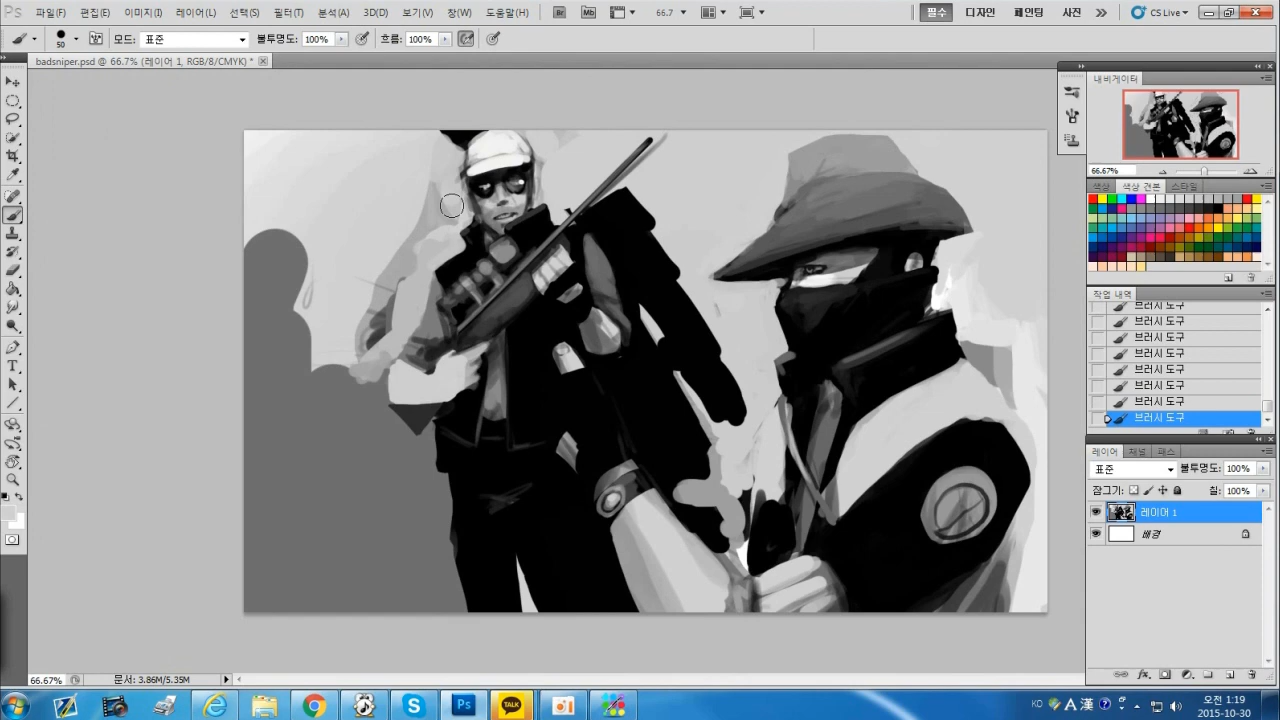 Ps 파일(F) 편집(E) 이미지(I) 레이어(L) 선택(S) 필터(T) 분석(A) 3D(D) 보기(V) 창(W) 도움말(H) Br Mb 66.7 필수 디자인 페인팅 사진 CS Live
50 모드: 표준 불투명도: 100% 흐름: 100%
badsniper.psd @ 66.7% (레이어 1, RGB/8/CMYK) *
내비게이터
66.67%
색상 색상 견본 스타일
작업 내역
브러시 도구
브러시 도구
브러시 도구
브러시 도구
브러시 도구
브러시 도구
브러시 도구
브러시 도구
레이어 채널 패스
표준 불투명도: 100%
잠그기: 칠: 100%
레이어 1
배경
66.67% 문서: 3.86M/5.35M
Ps TALK KO A 漢 오전 1:19
2015-10-30